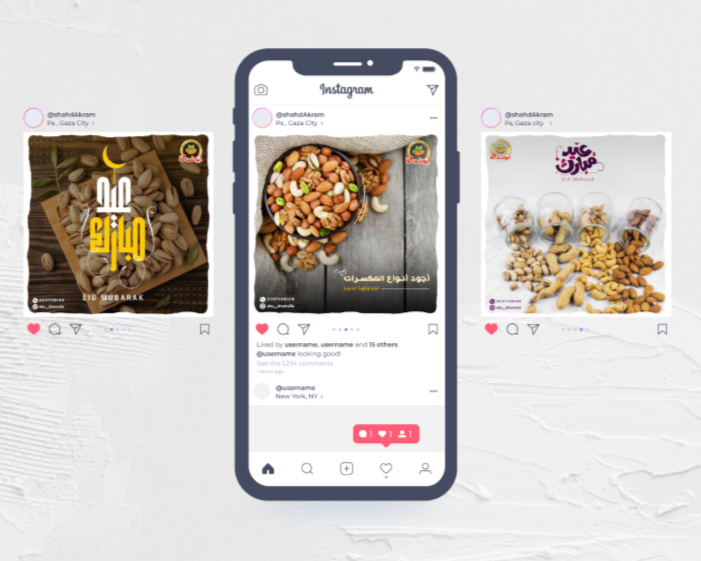 @shahdAkram
Ps , Gaza City >
عيد
مبارك
EID MUBARAK
Instagram
@shahdAkram
Ps , Gaza City >
أجود أنواع المكسرات
Liked by username, username and 15 others
@username looking good!
See the 1,234 comments
7 hours ago
@username
New York, NY >
1 1 1
@shahdAkram
Ps , Gaza city >
عيد
مبارك
Eid Mubarak